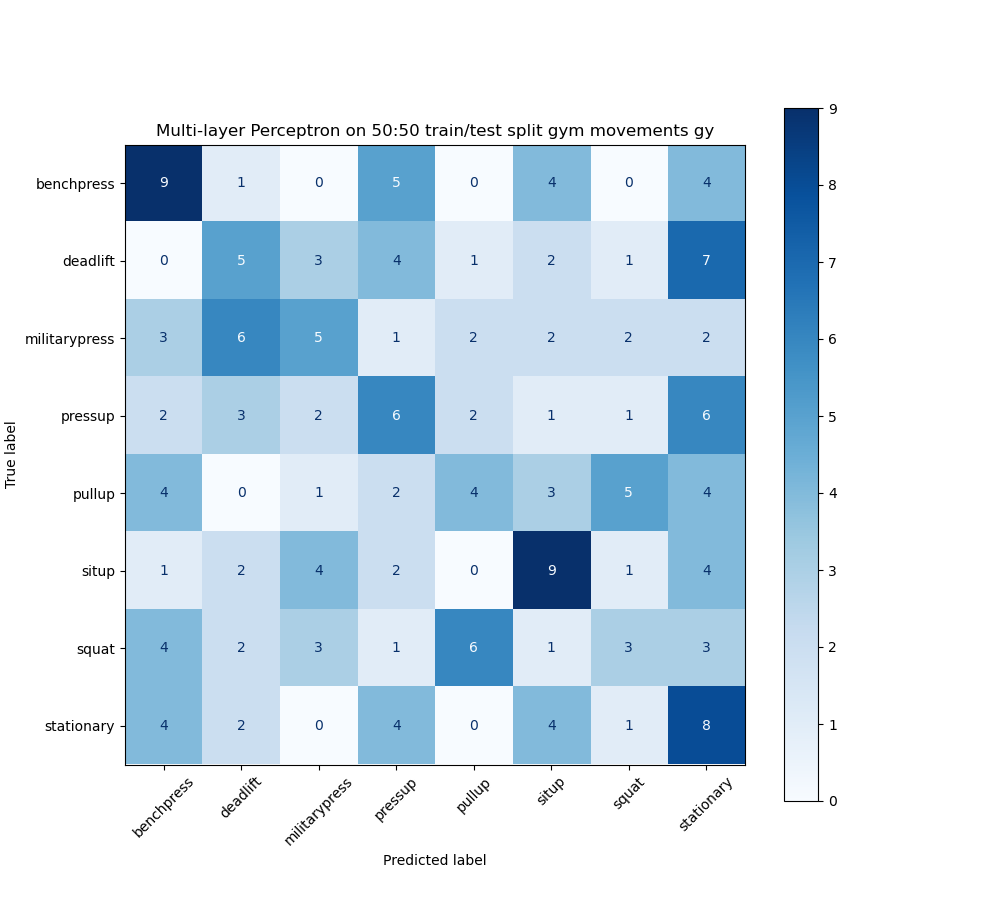 Multi-layer Perceptron on 50:50 train/test split gym movements gy
benchpress 9 1 0 5 0 4 0 4
deadlift 0 5 3 4 1 2 1 7
militarypress 3 6 5 1 2 2 2 2
pressup 2 3 2 6 2 1 1 6
pullup 4 0 1 2 4 3 5 4
situp 1 2 4 2 0 9 1 4
squat 4 2 3 1 6 1 3 3
stationary 4 2 0 4 0 4 1 8
benchpress deadlift militarypress pressup pullup situp squat stationary
Predicted label
True label
9
8
7
6
5
4
3
2
1
0